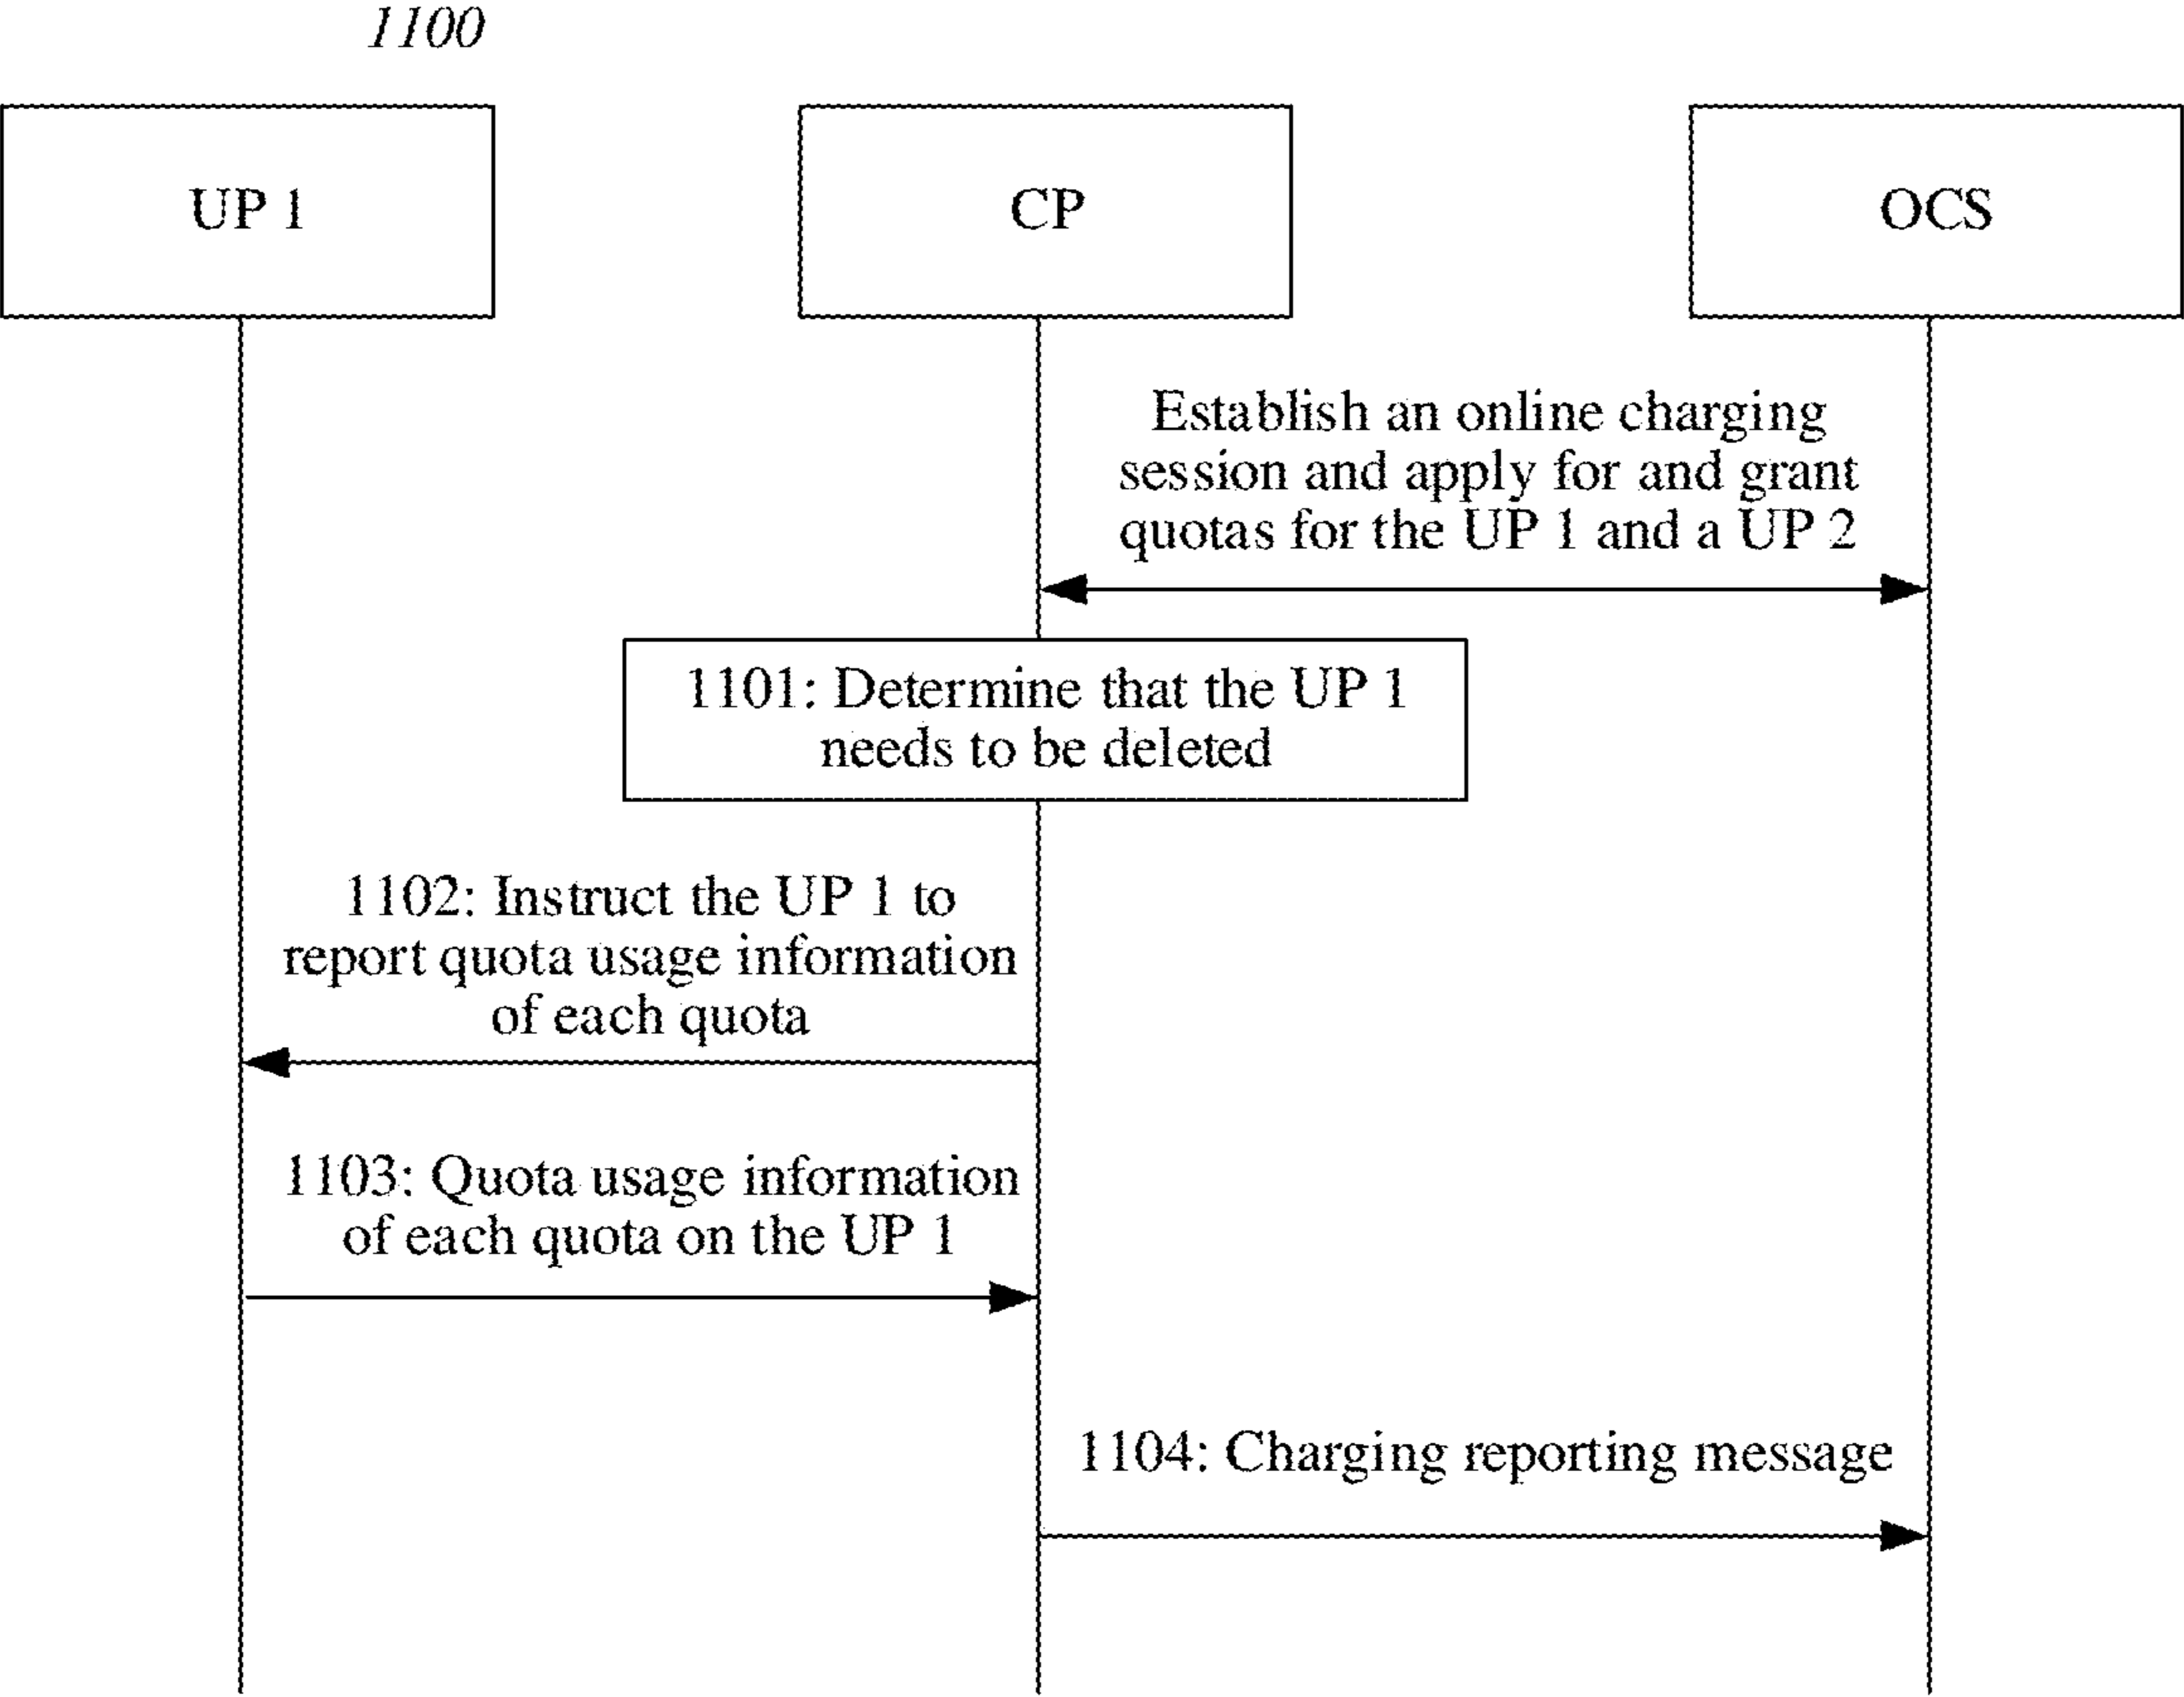 1100
UP 1
CP
OCS
Establish an online charging
session and apply for and grant
quotas for the UP 1 and a UP 2
1101: Determine that the UP 1
needs to be deleted
1102: Instruct the UP 1 to
report quota usage information
of each quota
1103: Quota usage information
of each quota on the UP 1
1104: Charging reporting message